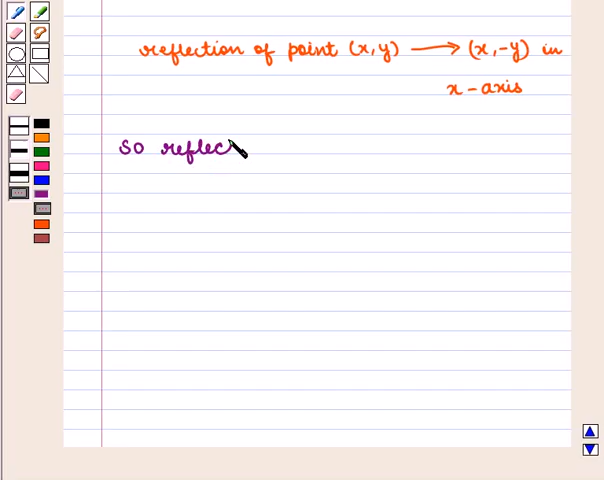 reflection of point (x,y) ⟶ (x,-y) in
x-axis
So reflec